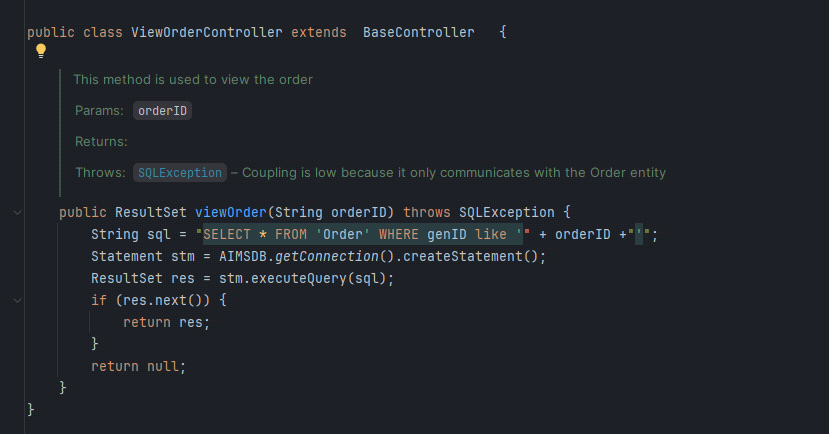 public class ViewOrderController extends  BaseController   {
This method is used to view the order
Params: orderID
Returns:
Throws: SQLException – Coupling is low because it only communicates with the Order entity
public ResultSet viewOrder(String orderID) throws SQLException {
String sql = "SELECT * FROM 'Order' WHERE genID like '" + orderID +"'";
Statement stm = AIMSDB.getConnection().createStatement();
ResultSet res = stm.executeQuery(sql);
if (res.next()) {
return res;
}
return null;
}
}